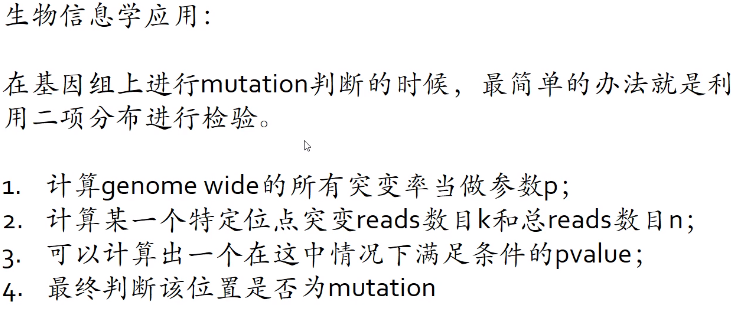 生物信息学应用：
在基因组上进行mutation判断的时候，最简单的办法就是利
用二项分布进行检验。
1. 计算genome wide的所有突变率当做参数p；
2. 计算某一个特定位点突变reads数目k和总reads数目n；
3. 可以计算出一个在这中情况下满足条件的pvalue；
4. 最终判断该位置是否为mutation